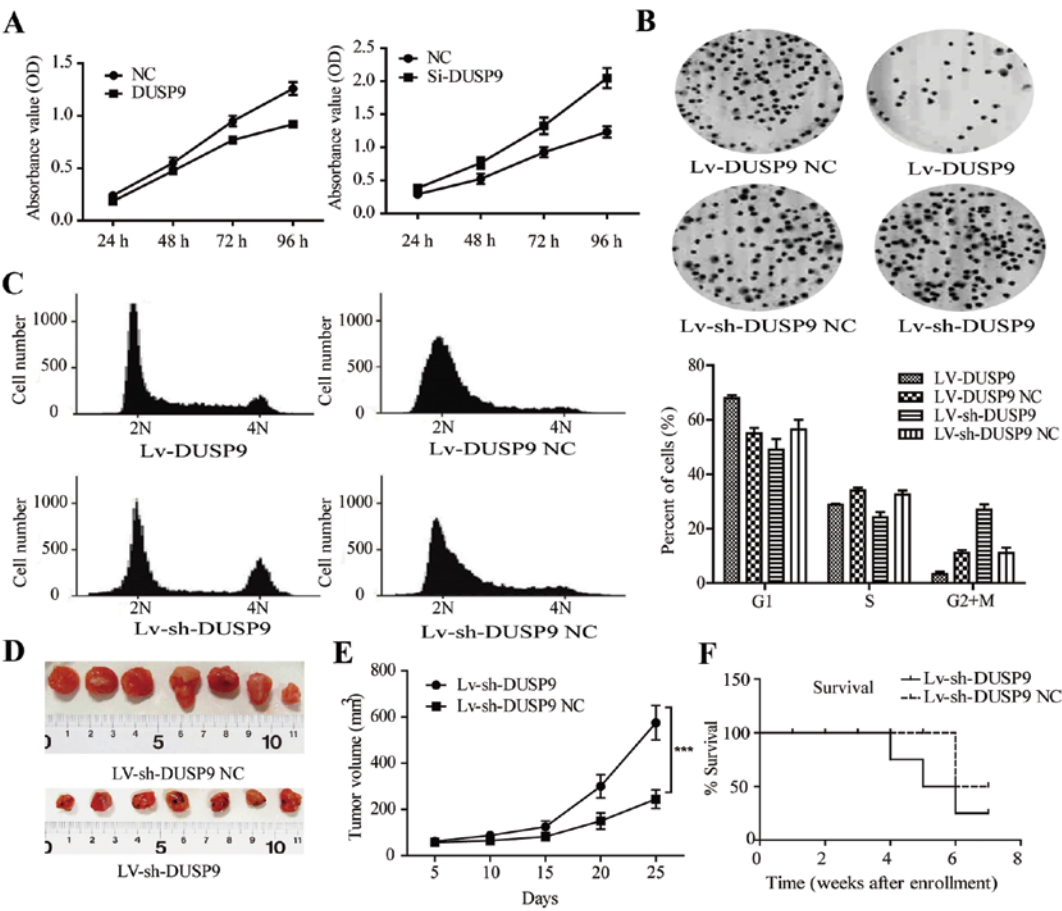 A
Absorbance value (OD)
1.5
1.0
0.5
0.0
NC
DUSP9
24 h 48 h 72 h 96 h
Absorbance value (OD)
2.5
2.0
1.5
1.0
0.5
0.0
NC
Si-DUSP9
24 h 48 h 72 h 96 h
B
Lv-DUSP9 NC
Lv-DUSP9
Lv-sh-DUSP9 NC
Lv-sh-DUSP9
Percent of cells (%)
80
60
40
20
0
LV-DUSP9
LV-DUSP9 NC
LV-sh-DUSP9
LV-sh-DUSP9 NC
G1 S G2+M
C
Cell number
1000
500
0
2N 4N
Lv-DUSP9
Cell number
1000
500
0
2N 4N
Lv-DUSP9 NC
Cell number
1000
500
0
2N 4N
Lv-sh-DUSP9
Cell number
1000
500
0
2N 4N
Lv-sh-DUSP9 NC
D
0 1 2 3 4 5 6 7 8 9 10 11
LV-sh-DUSP9 NC
0 1 2 3 4 5 6 7 8 9 10 11
LV-sh-DUSP9
E
Tumor volume (mm³)
800
600
400
200
0
Lv-sh-DUSP9
Lv-sh-DUSP9 NC
***
5 10 15 20 25
Days
F
% Survival
150
100
50
0
Survival
Lv-sh-DUSP9
Lv-sh-DUSP9 NC
0 2 4 6 8
Time (weeks after enrollment)